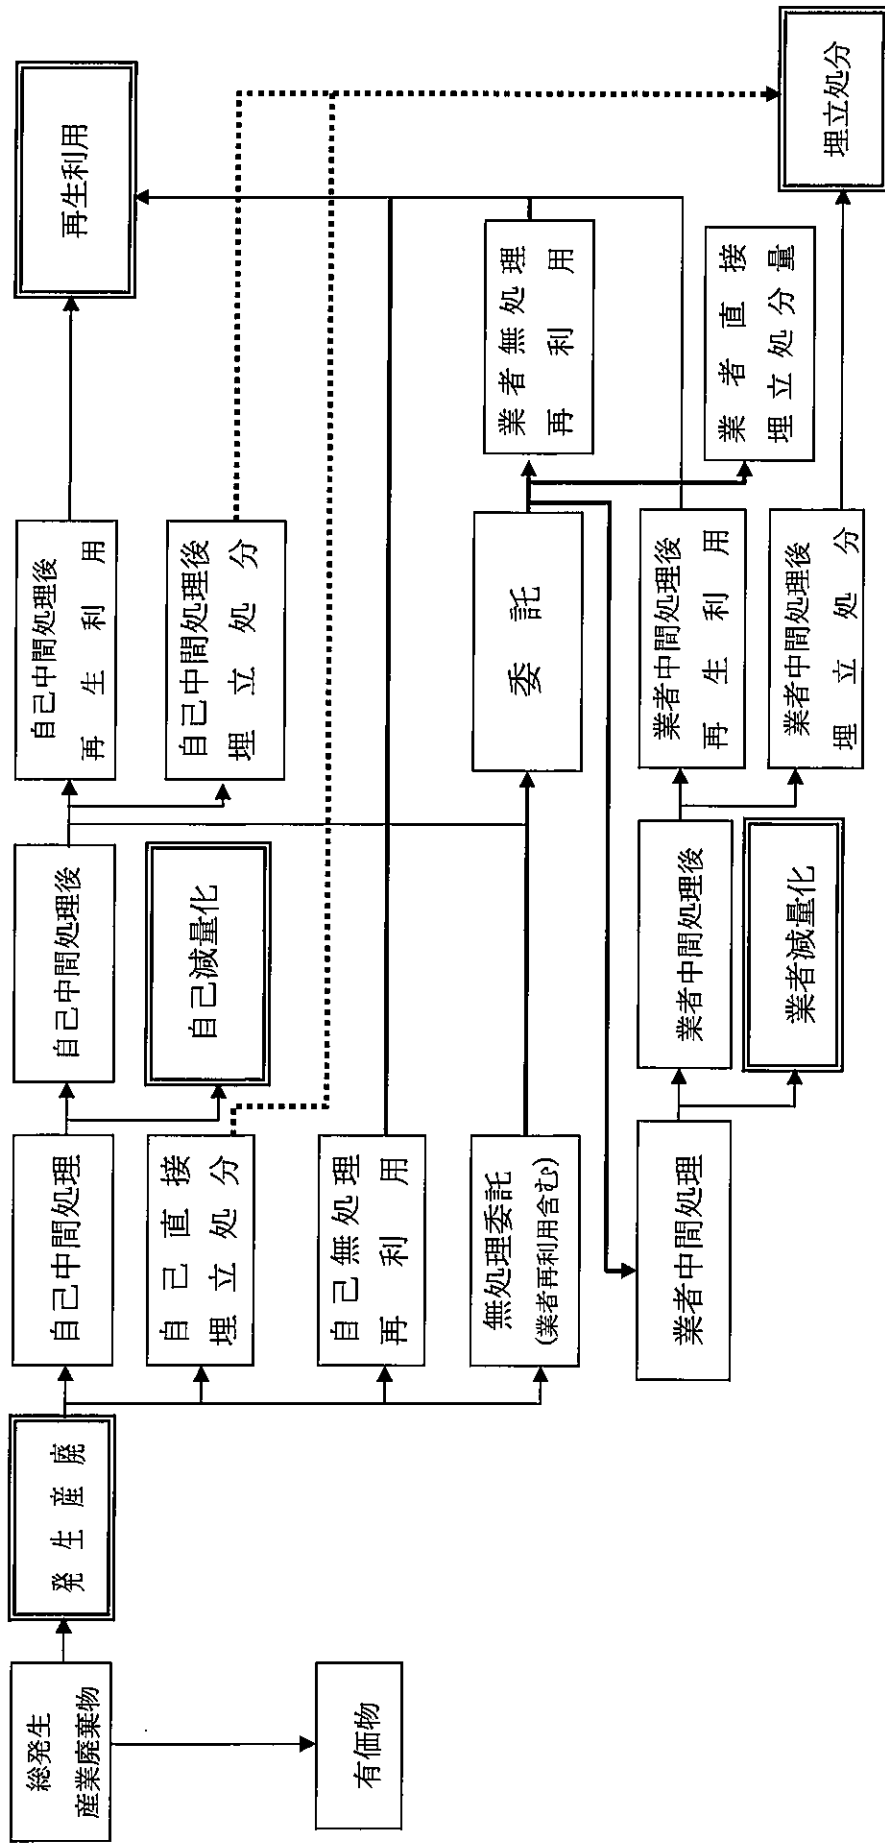 総発生
産業廃棄物
有価物
発生産廃
自己中間処理
自己直接
埋立処分
自己無処理
再利用
無処理委託
(業者再利用含む)
自己中間処理後
自己減量化
自己中間処理後
再生利用
自己中間処理後
埋立処分
委託
業者中間処理
業者中間処理後
業者減量化
業者中間処理後
再生利用
業者中間処理後
埋立処分
業者無処理
再利用
業者直接
埋立処分量
再生利用
埋立処分